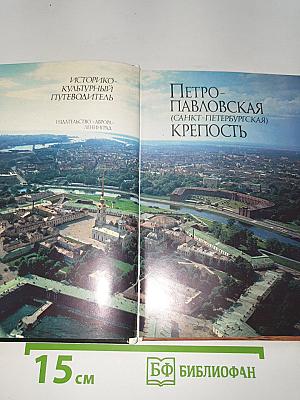 ИСТОРИКО-
КУЛЬТУРНЫЙ
ПУТЕВОДИТЕЛЬ
ИЗДАТЕЛЬСТВО «АВРОРА»
ЛЕНИНГРАД
ПЕТРО-
ПАВЛОВСКАЯ
(САНКТ-ПЕТЕРБУРГСКАЯ)
КРЕПОСТЬ
15 см
БФ БИБЛИОФАН